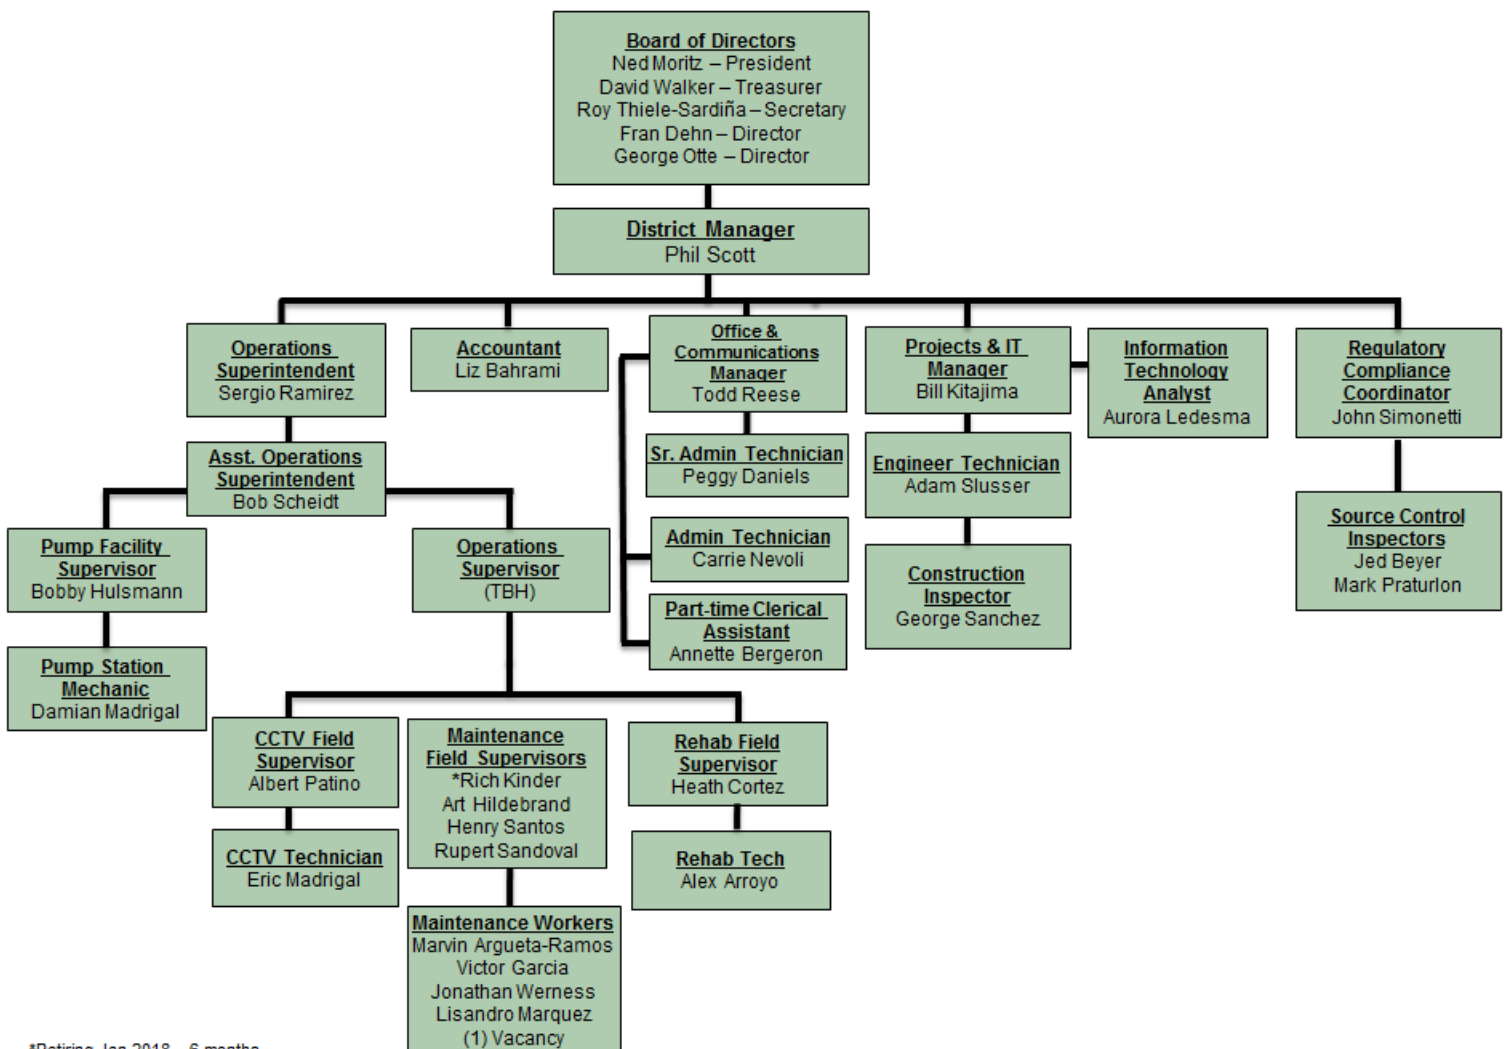 Board of Directors
Ned Moritz – President
David Walker – Treasurer
Roy Thiele-Sardiña – Secretary
Fran Dehn – Director
George Otte – Director
District Manager
Phil Scott
Operations
Superintendent
Sergio Ramirez
Accountant
Liz Bahrami
Office &
Communications
Manager
Todd Reese
Projects & IT
Manager
Bill Kitajima
Information
Technology
Analyst
Aurora Ledesma
Regulatory
Compliance
Coordinator
John Simonetti
Asst. Operations
Superintendent
Bob Scheidt
Sr. Admin Technician
Peggy Daniels
Engineer Technician
Adam Slusser
Source Control
Inspectors
Jed Beyer
Mark Praturlon
Pump Facility
Supervisor
Bobby Hulsmann
Operations
Supervisor
(TBH)
Admin Technician
Carrie Nevoli
Construction
Inspector
George Sanchez
Part-time Clerical
Assistant
Annette Bergeron
Pump Station
Mechanic
Damian Madrigal
CCTV Field
Supervisor
Albert Patino
Maintenance
Field Supervisors
*Rich Kinder
Art Hildebrand
Henry Santos
Rupert Sandoval
Rehab Field
Supervisor
Heath Cortez
CCTV Technician
Eric Madrigal
Rehab Tech
Alex Arroyo
Maintenance Workers
Marvin Argueta-Ramos
Victor Garcia
Jonathan Werness
Lisandro Marquez
(1) Vacancy
*Retiring Jan 2018 – 6 months